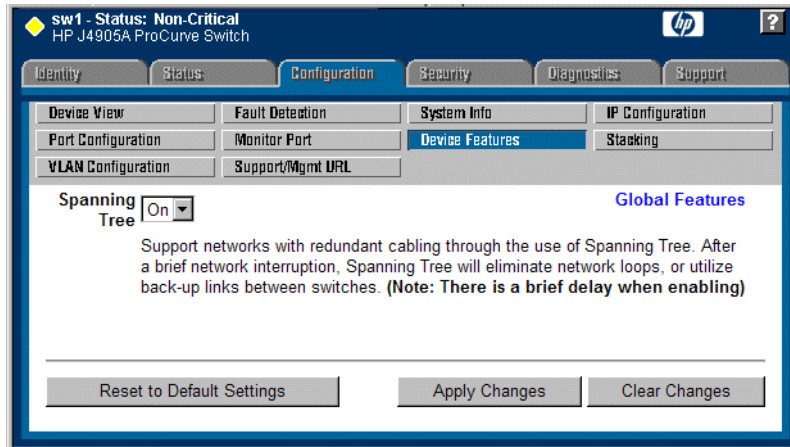 sw1 - Status: Non-Critical
HP J4905A ProCurve Switch
hp
?
Identity
Status
Configuration
Security
Diagnostics
Support
Device View
Fault Detection
System Info
IP Configuration
Port Configuration
Monitor Port
Device Features
Stacking
VLAN Configuration
Support/Mgmt URL
Spanning
Tree
On
Global Features
Support networks with redundant cabling through the use of Spanning Tree. After
a brief network interruption, Spanning Tree will eliminate network loops, or utilize
back-up links between switches. (Note: There is a brief delay when enabling)
Reset to Default Settings
Apply Changes
Clear Changes